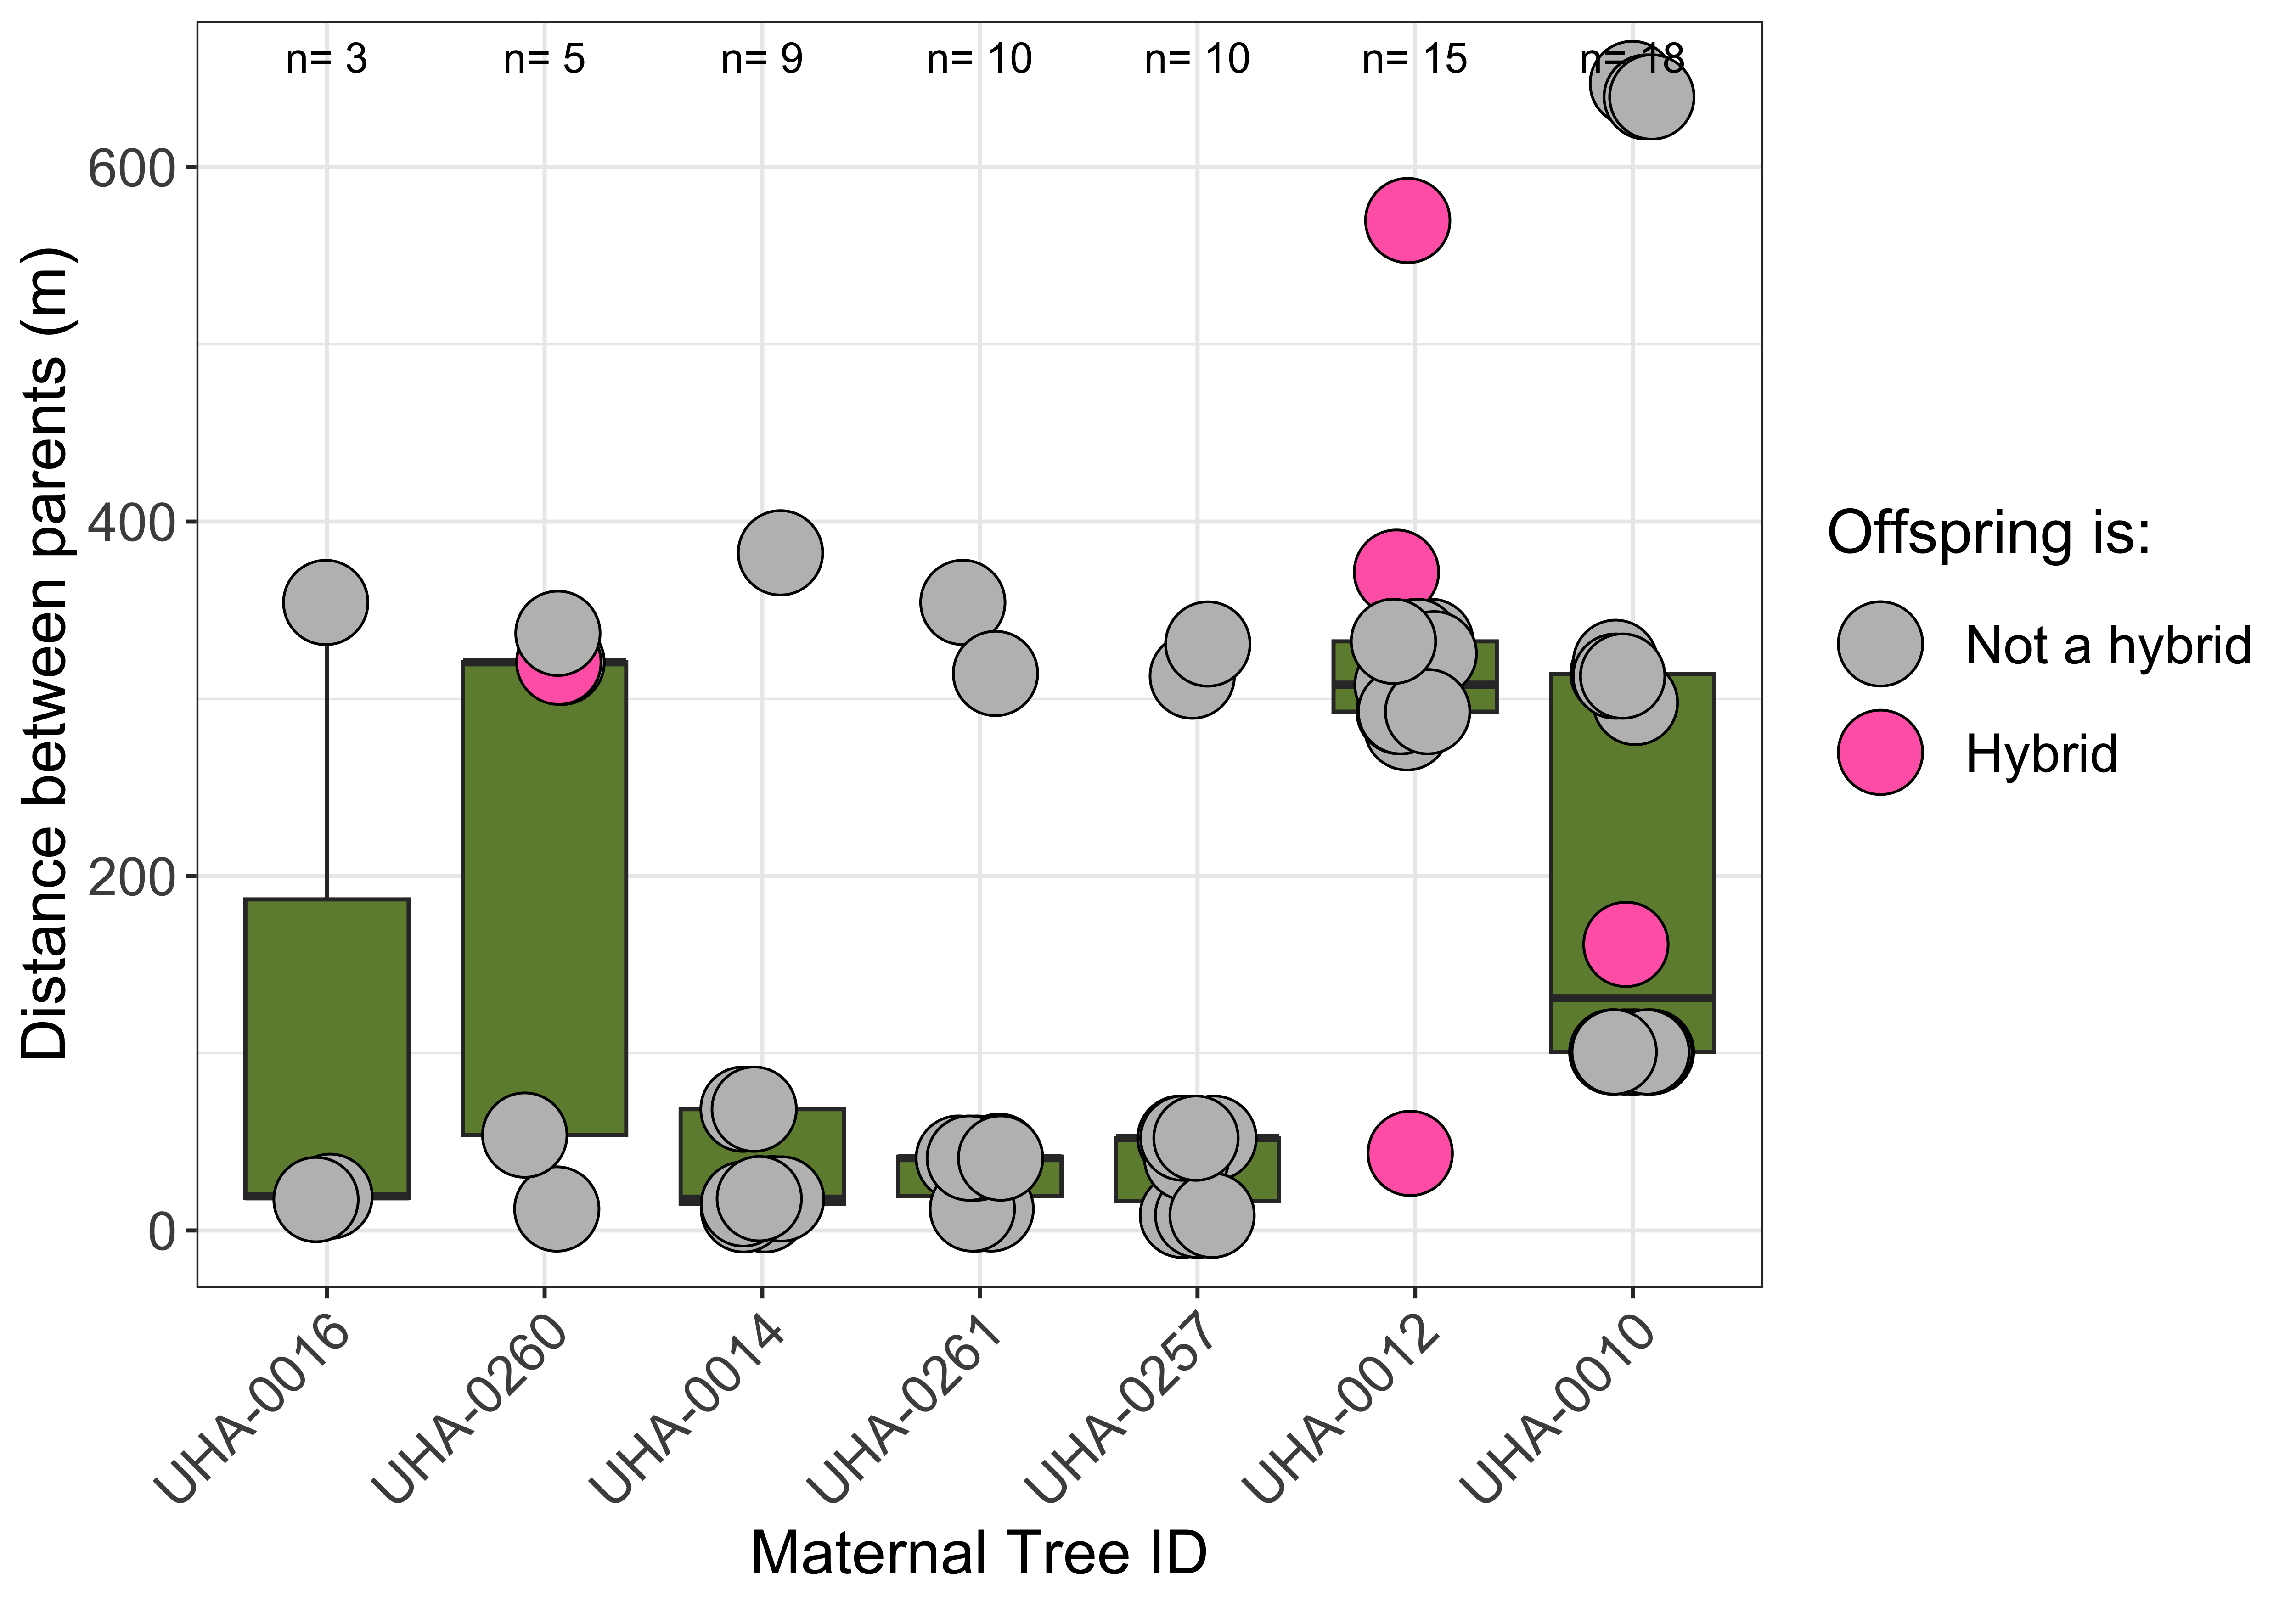 n= 3 n= 5 n= 9 n= 10 n= 10 n= 15 n= 18
600
400
200
0
Distance between parents (m)
Offspring is:
Not a hybrid
Hybrid
UHA-0016 UHA-0260 UHA-0014 UHA-0261 UHA-0257 UHA-0012 UHA-0010
Maternal Tree ID